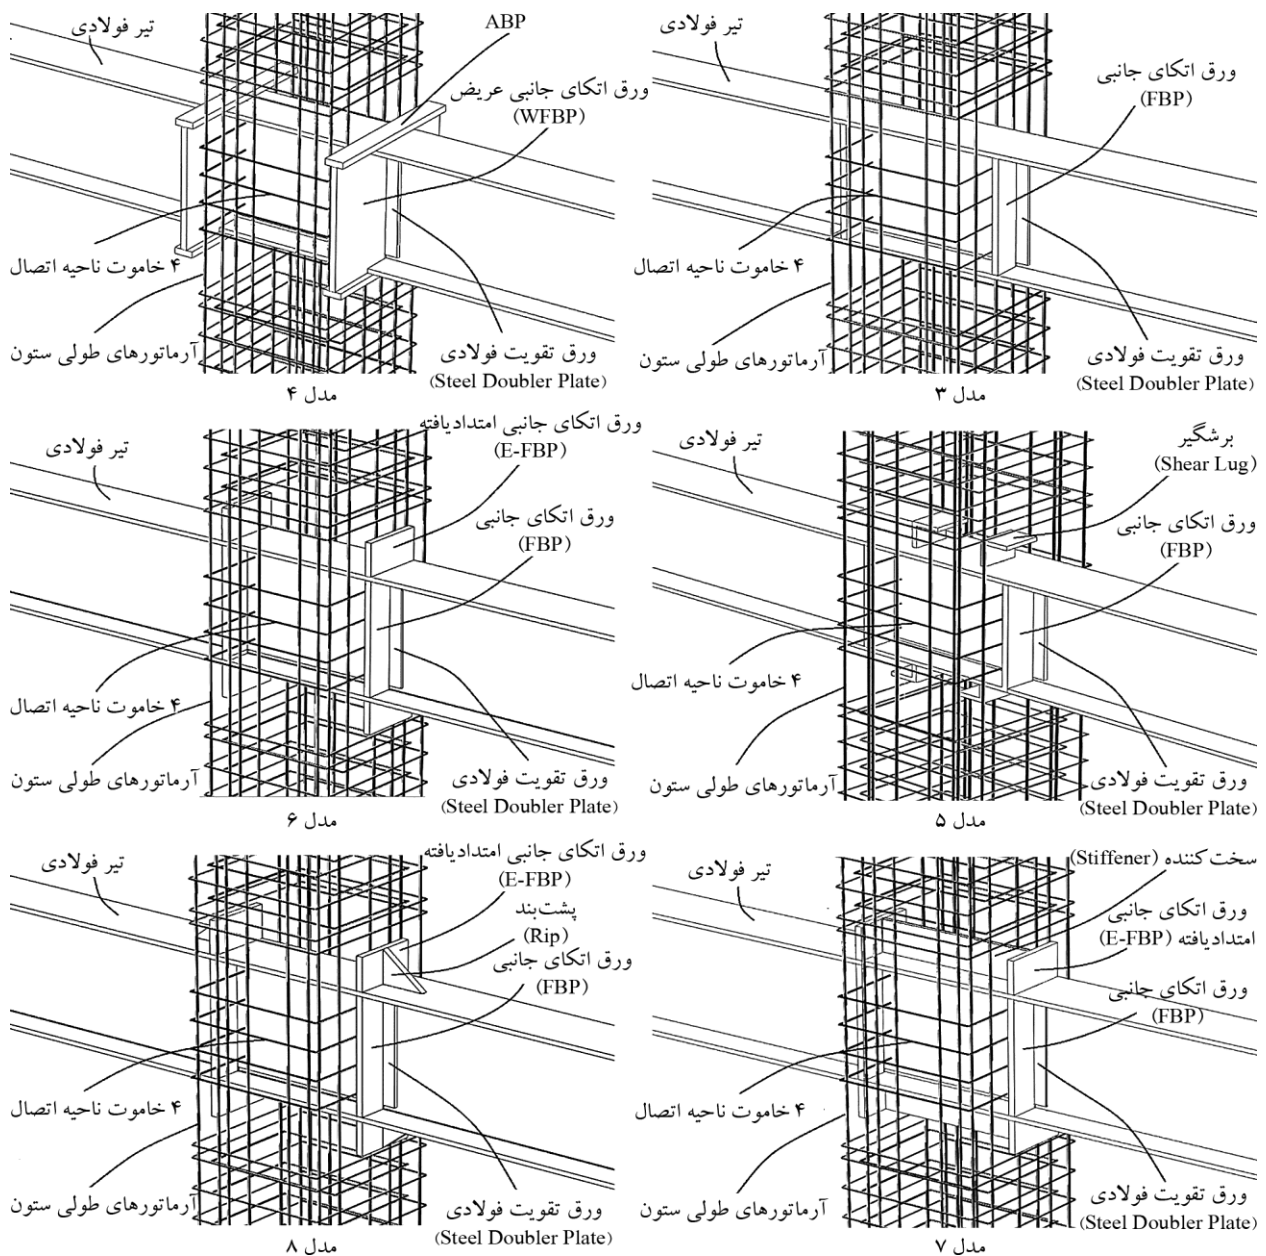 تیر فولادی
ورق اتکای جانبی
(FBP)
۴ خاموت ناحیه اتصال
آرماتورهای طولی ستون
ورق تقویت فولادی
(Steel Doubler Plate)
مدل ۳
تیر فولادی
ABP
ورق اتکای جانبی عریض
(WFBP)
۴ خاموت ناحیه اتصال
آرماتورهای طولی ستون
ورق تقویت فولادی
(Steel Doubler Plate)
مدل ۴
تیر فولادی
برشگیر
(Shear Lug)
ورق اتکای جانبی
(FBP)
۴ خاموت ناحیه اتصال
آرماتورهای طولی ستون
ورق تقویت فولادی
(Steel Doubler Plate)
مدل ۵
ورق اتکای جانبی امتدادیافته
(E-FBP)
تیر فولادی
ورق اتکای جانبی
(FBP)
۴ خاموت ناحیه اتصال
آرماتورهای طولی ستون
ورق تقویت فولادی
(Steel Doubler Plate)
مدل ۶
سخت‌کننده (Stiffener)
تیر فولادی
ورق اتکای جانبی
امتدادیافته (E-FBP)
ورق اتکای جانبی
(FBP)
۴ خاموت ناحیه اتصال
آرماتورهای طولی ستون
ورق تقویت فولادی
(Steel Doubler Plate)
مدل ۷
ورق اتکای جانبی امتدادیافته
(E-FBP)
تیر فولادی
پشت‌بند
(Rip)
ورق اتکای جانبی
(FBP)
۴ خاموت ناحیه اتصال
آرماتورهای طولی ستون
ورق تقویت فولادی
(Steel Doubler Plate)
مدل ۸